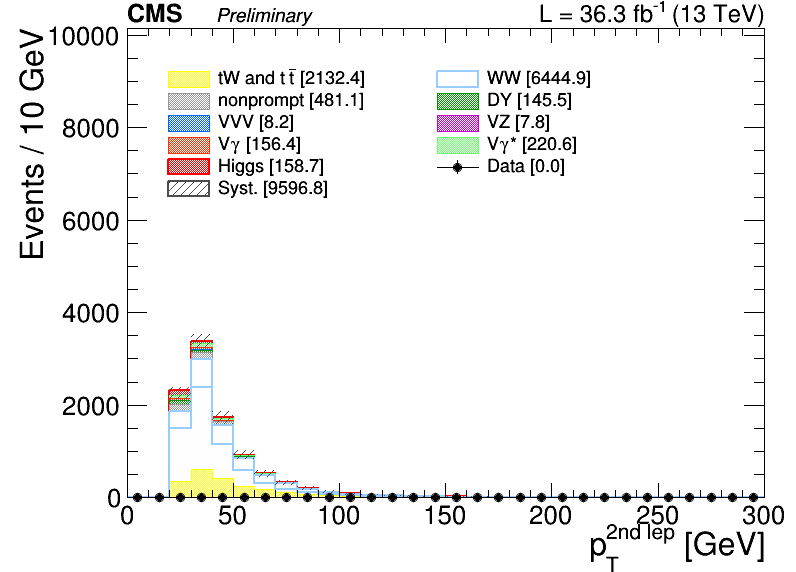 CMS Preliminary L = 36.3 fb⁻¹ (13 TeV)
Events / 10 GeV
10000
8000
6000
4000
2000
0
tW and tt̄ [2132.4] WW [6444.9]
nonprompt [481.1] DY [145.5]
VVV [8.2] VZ [7.8]
Vγ [156.4] Vγ* [220.6]
Higgs [158.7] Data [0.0]
Syst. [9596.8]
0 50 100 150 200 250 300
p_T^{2nd lep} [GeV]